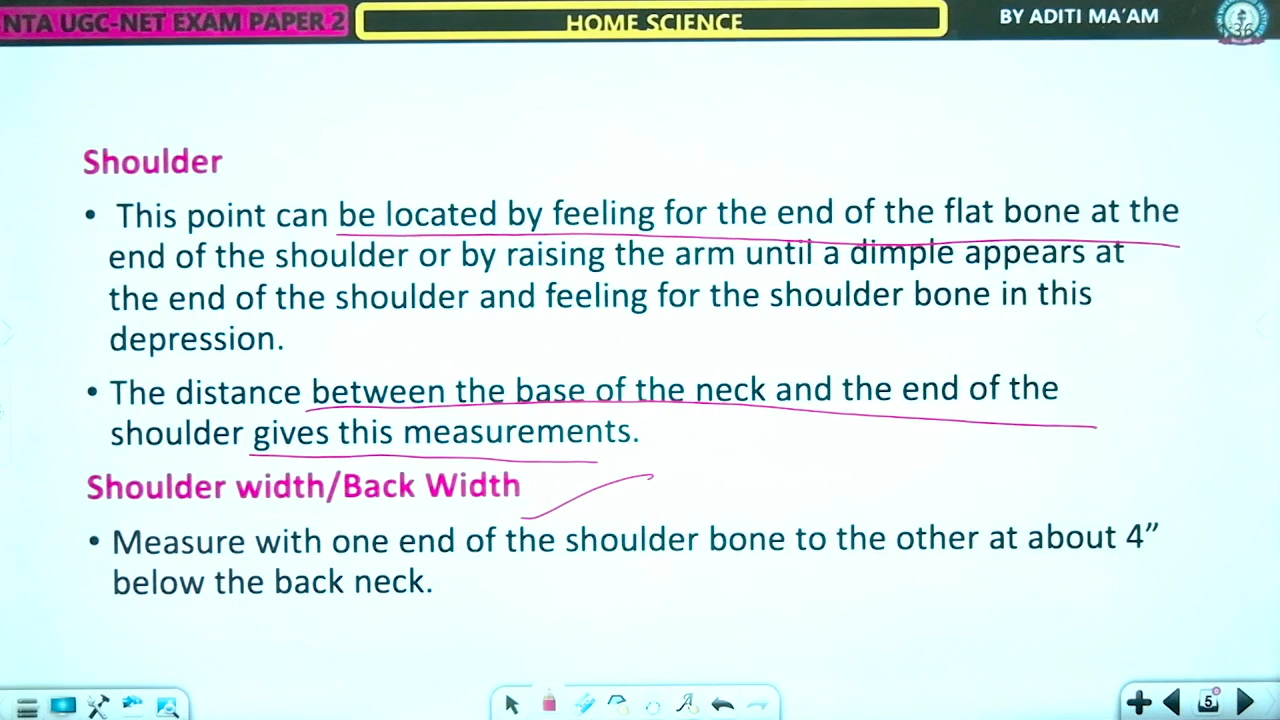 NTA UGC-NET EXAM PAPER 2
HOME SCIENCE
BY ADITI MA'AM
Shoulder
• This point can be located by feeling for the end of the flat bone at the
end of the shoulder or by raising the arm until a dimple appears at
the end of the shoulder and feeling for the shoulder bone in this
depression.
• The distance between the base of the neck and the end of the
shoulder gives this measurements.
Shoulder width/Back Width
• Measure with one end of the shoulder bone to the other at about 4”
below the back neck.
5